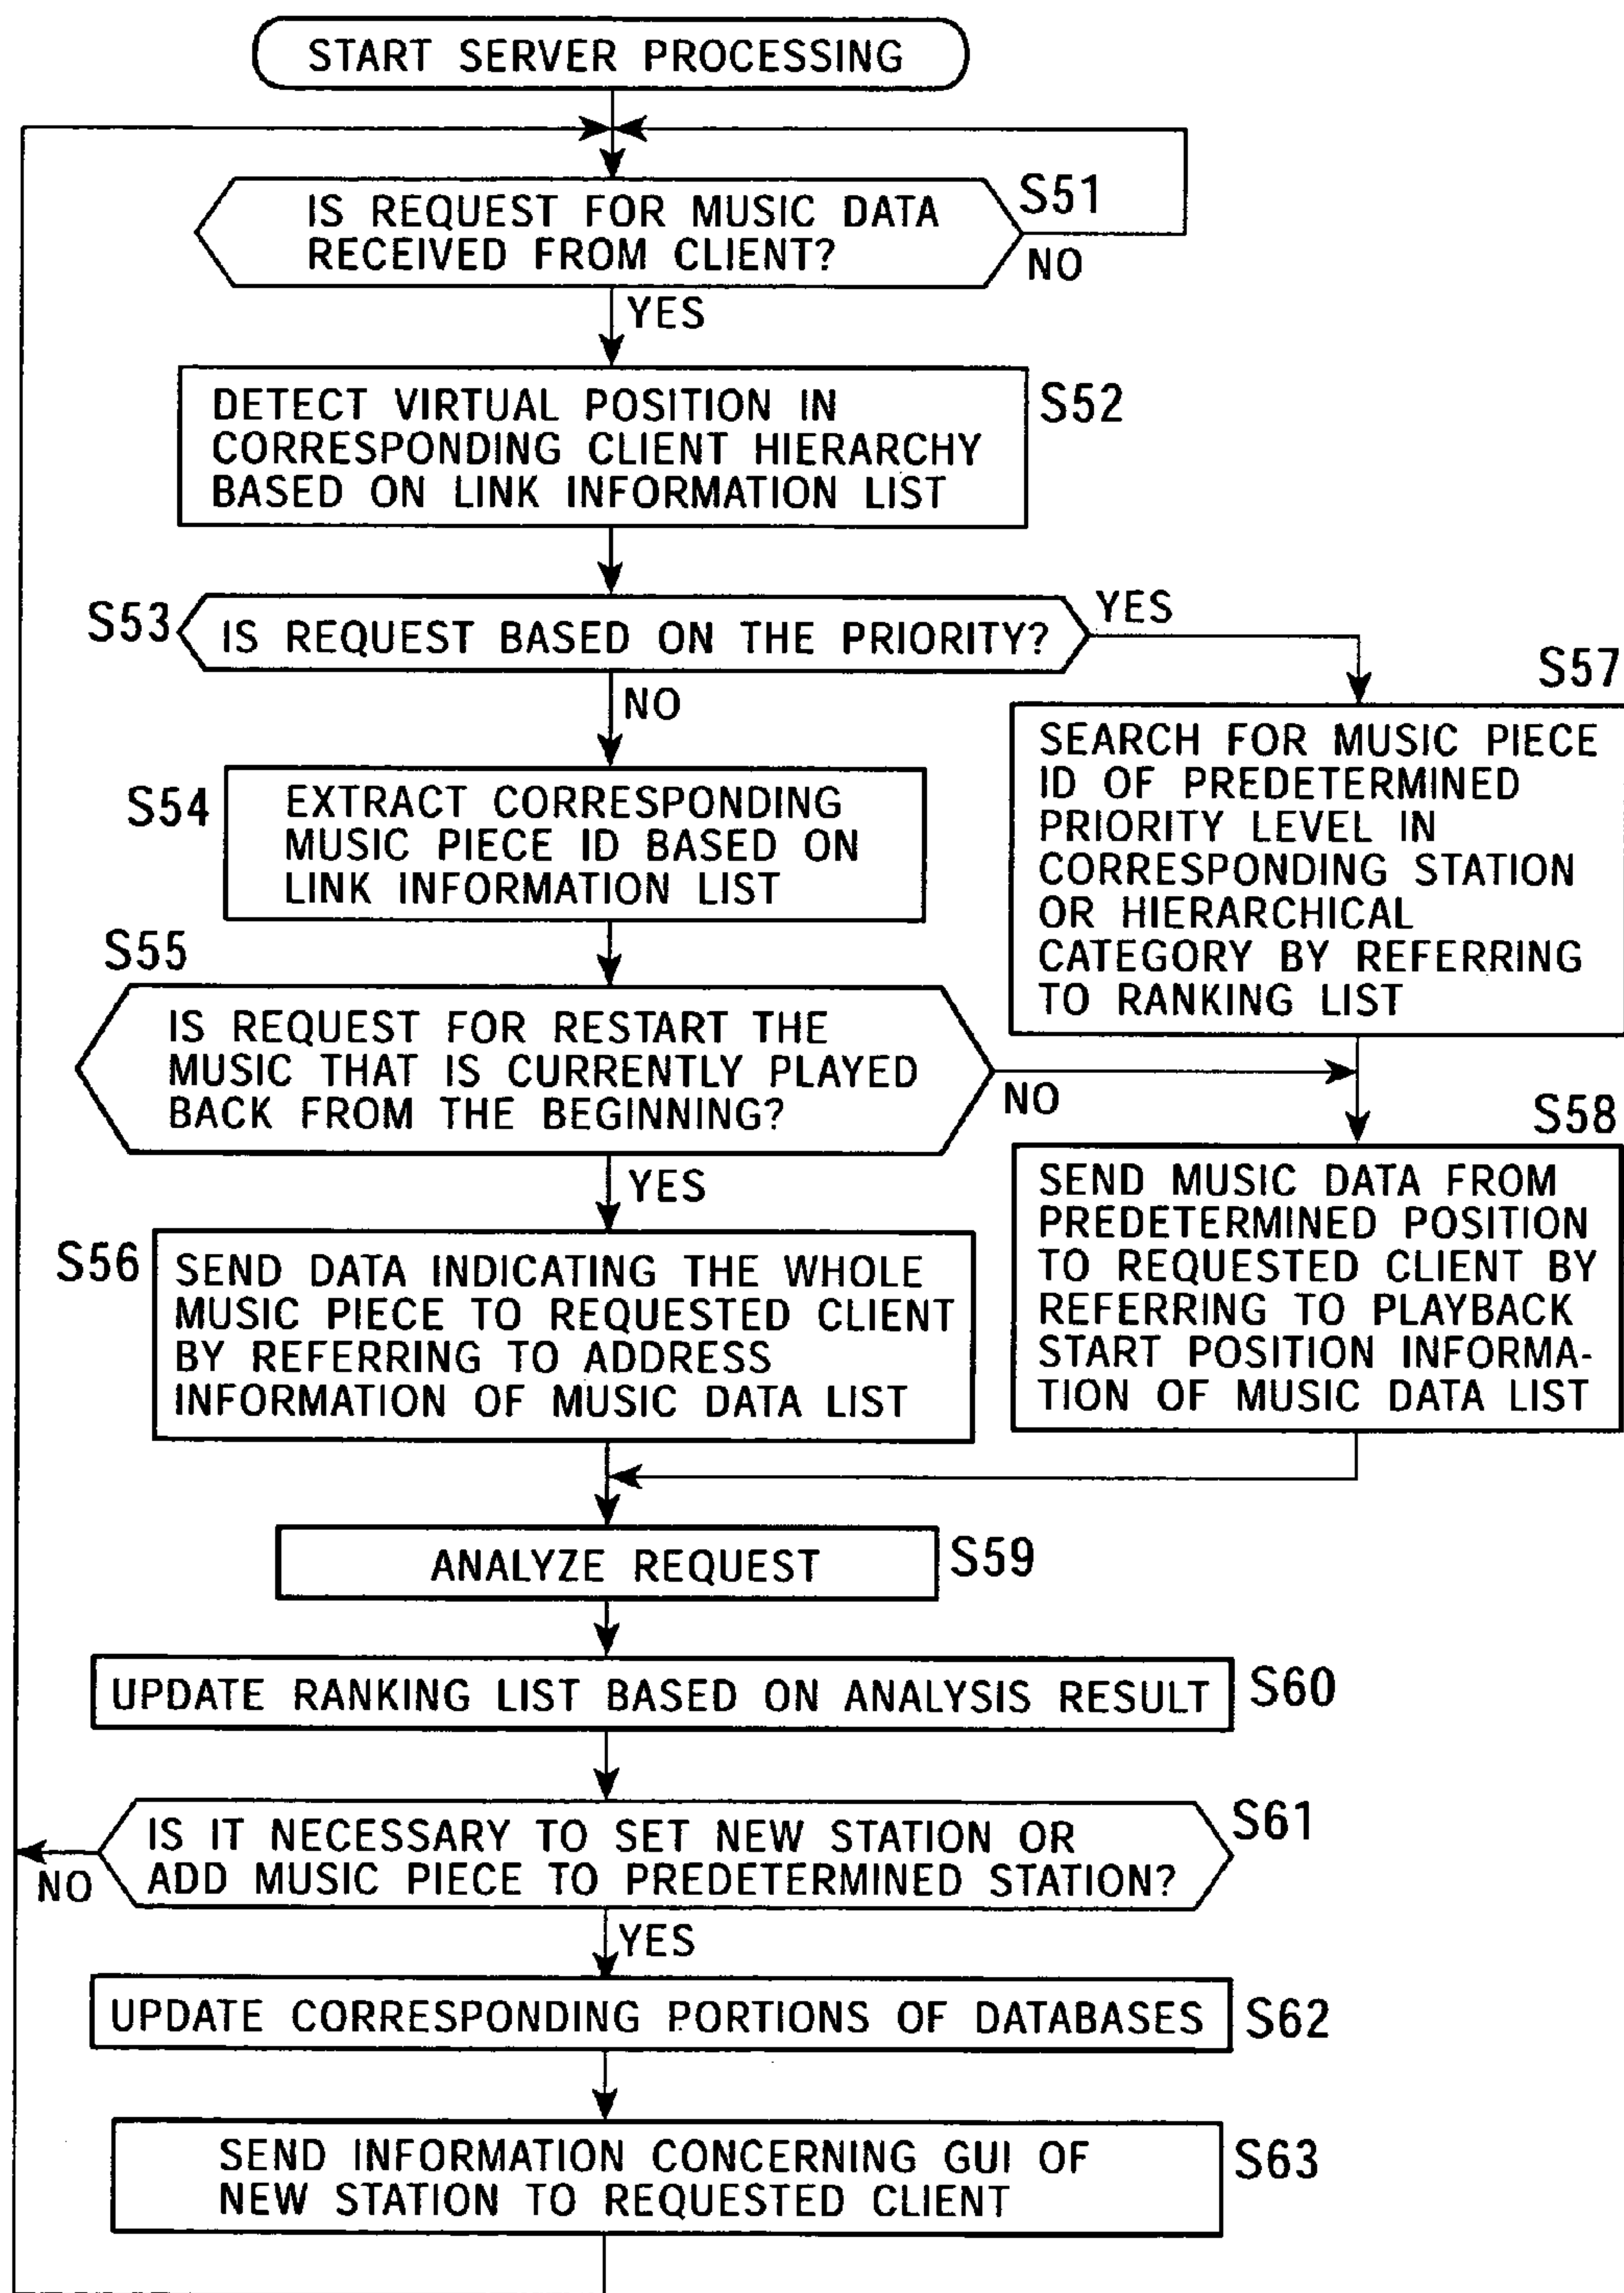 START SERVER PROCESSING
IS REQUEST FOR MUSIC DATA
RECEIVED FROM CLIENT?
S51
NO
YES
DETECT VIRTUAL POSITION IN
CORRESPONDING CLIENT HIERARCHY
BASED ON LINK INFORMATION LIST
S52
S53
IS REQUEST BASED ON THE PRIORITY?
YES
NO
S57
SEARCH FOR MUSIC PIECE
ID OF PREDETERMINED
PRIORITY LEVEL IN
CORRESPONDING STATION
OR HIERARCHICAL
CATEGORY BY REFERRING
TO RANKING LIST
S54
EXTRACT CORRESPONDING
MUSIC PIECE ID BASED ON
LINK INFORMATION LIST
S55
IS REQUEST FOR RESTART THE
MUSIC THAT IS CURRENTLY PLAYED
BACK FROM THE BEGINNING?
NO
YES
S58
SEND MUSIC DATA FROM
PREDETERMINED POSITION
TO REQUESTED CLIENT BY
REFERRING TO PLAYBACK
START POSITION INFORMA-
TION OF MUSIC DATA LIST
S56
SEND DATA INDICATING THE WHOLE
MUSIC PIECE TO REQUESTED CLIENT
BY REFERRING TO ADDRESS
INFORMATION OF MUSIC DATA LIST
ANALYZE REQUEST
S59
UPDATE RANKING LIST BASED ON ANALYSIS RESULT
S60
IS IT NECESSARY TO SET NEW STATION OR
ADD MUSIC PIECE TO PREDETERMINED STATION?
S61
NO
YES
UPDATE CORRESPONDING PORTIONS OF DATABASES
S62
SEND INFORMATION CONCERNING GUI OF
NEW STATION TO REQUESTED CLIENT
S63